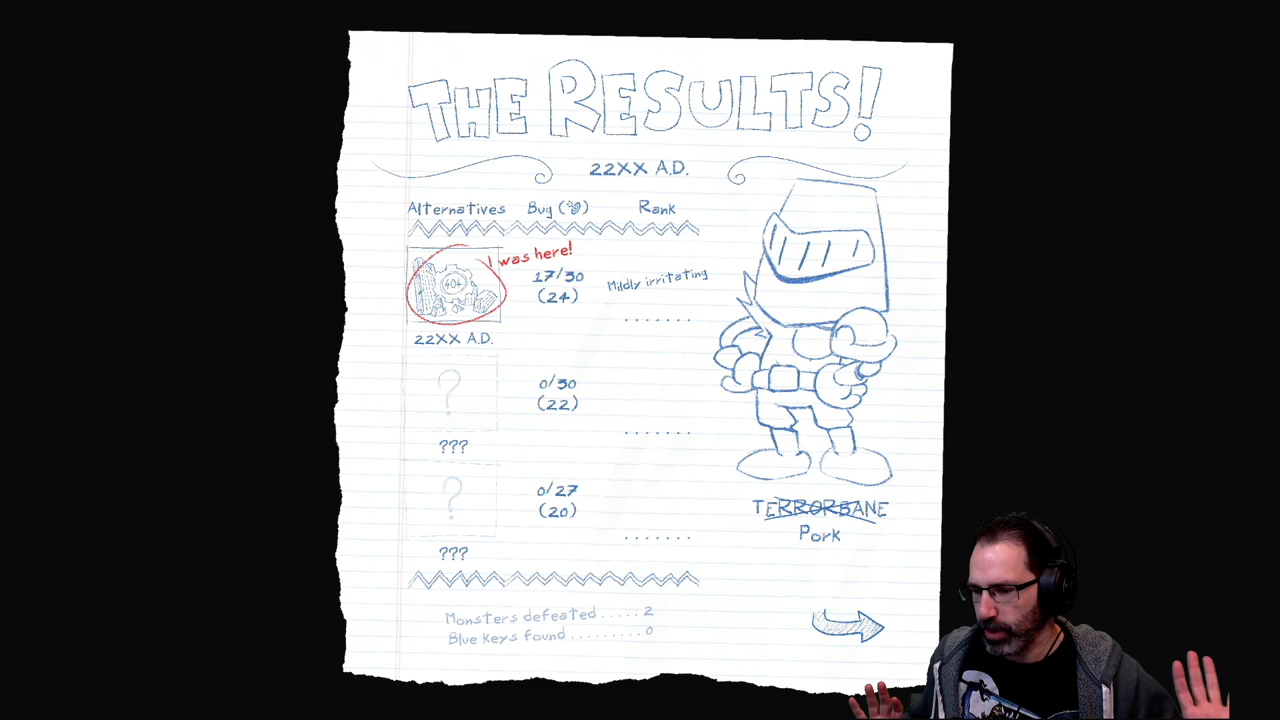 THE RESULTS!
22XX A.D.
Alternatives Bug ( ) Rank
I was here!
404
17/30
(24)
Mildly irritating
.......
22XX A.D.
?
0/30
(22)
.......
???
?
0/27
(20)
.......
???
TERRORBANE
Pork
Monsters defeated.....2
Blue keys found.........0